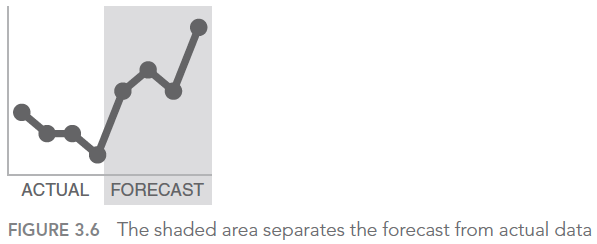 ACTUAL FORECAST
FIGURE 3.6 The shaded area separates the forecast from actual data